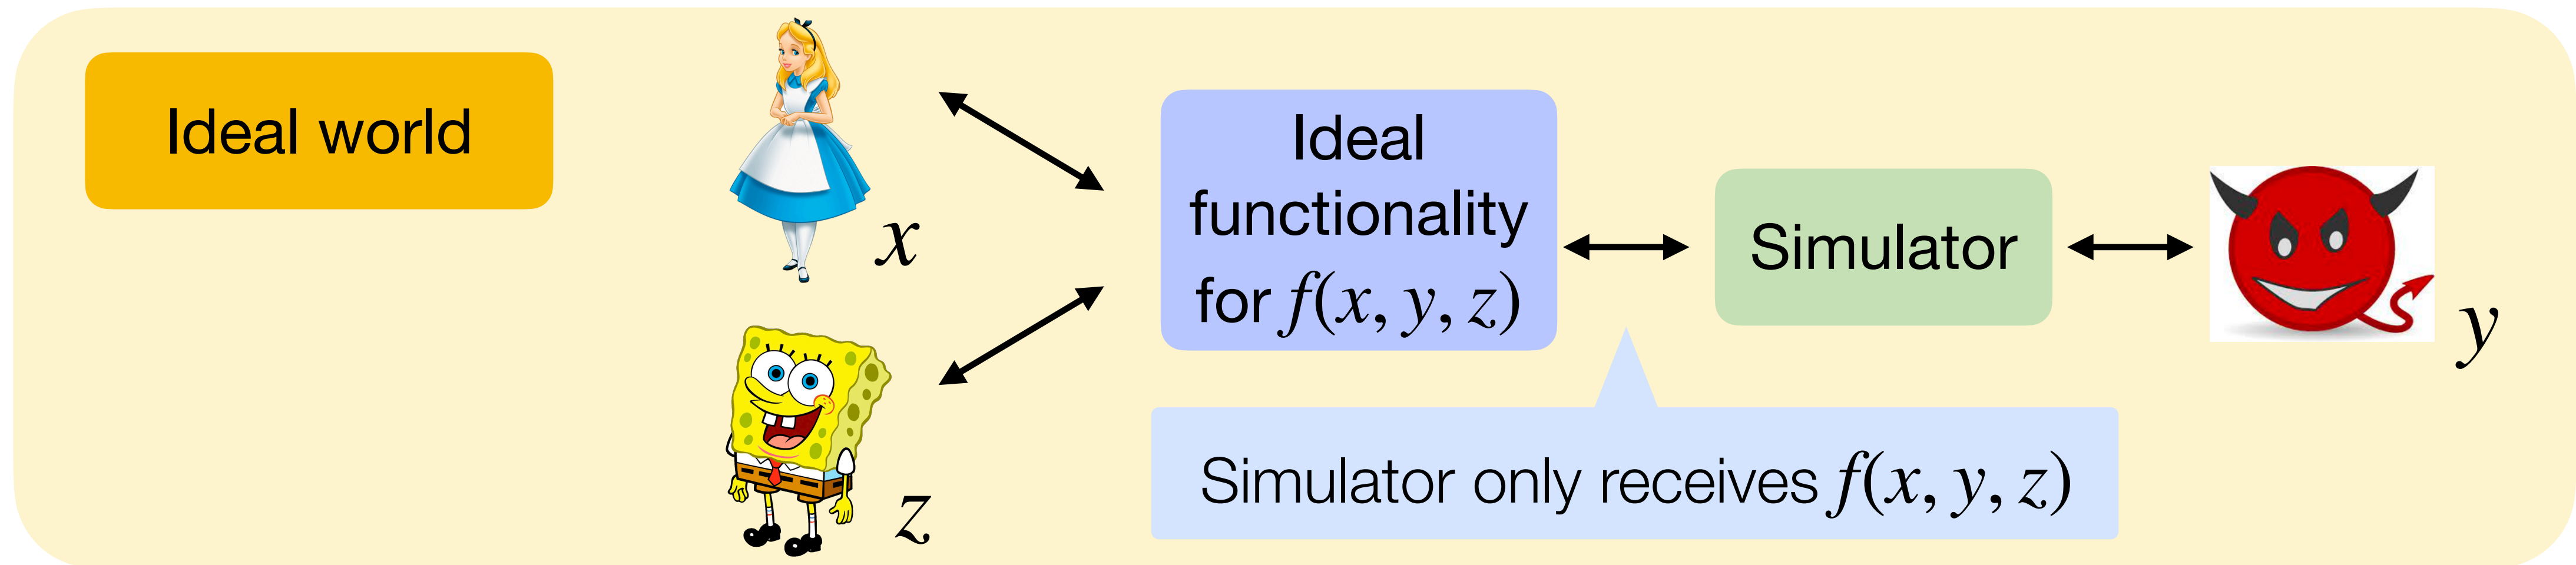 Ideal world
x
z
Ideal
functionality
for f(x, y, z)
Simulator
y
Simulator only receives f(x, y, z)